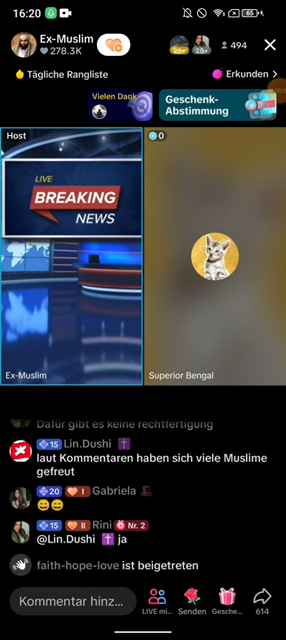 16:20
65
Ex-Muslim
278.3K
20
494
Tägliche Rangliste
Erkunden >
Vielen Dank
Geschenk-
Abstimmung
Host
0
LIVE
BREAKING
NEWS
Ex-Muslim
Superior Bengal
Dafür gibt es keine rechtfertigung
15 Lin.Dushi ✝️
laut Kommentaren haben sich viele Muslime
gefreut
20 I Gabriela 🎩
😄😄
15 II Rini Nr. 2
@Lin.Dushi ✝️ ja
faith-hope-love ist beigetreten
Kommentar hinz...
LIVE mi...
Senden
Gesche...
614